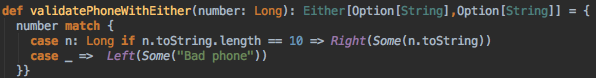 def validatePhoneWithEither(number: Long): Either[Option[String],Option[String]] = {
number match {
case n: Long if n.toString.length == 10 => Right(Some(n.toString))
case _ => Left(Some("Bad phone"))
}}